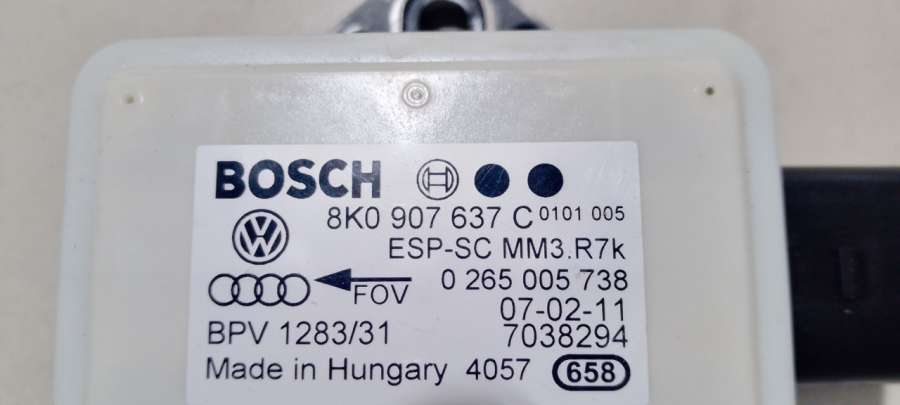 BOSCH
8K0 907 637 C 0101 005
ESP-SC MM3.R7k
FOV 0 265 005 738
07-02-11
BPV 1283/31 7038294
Made in Hungary 4057 658